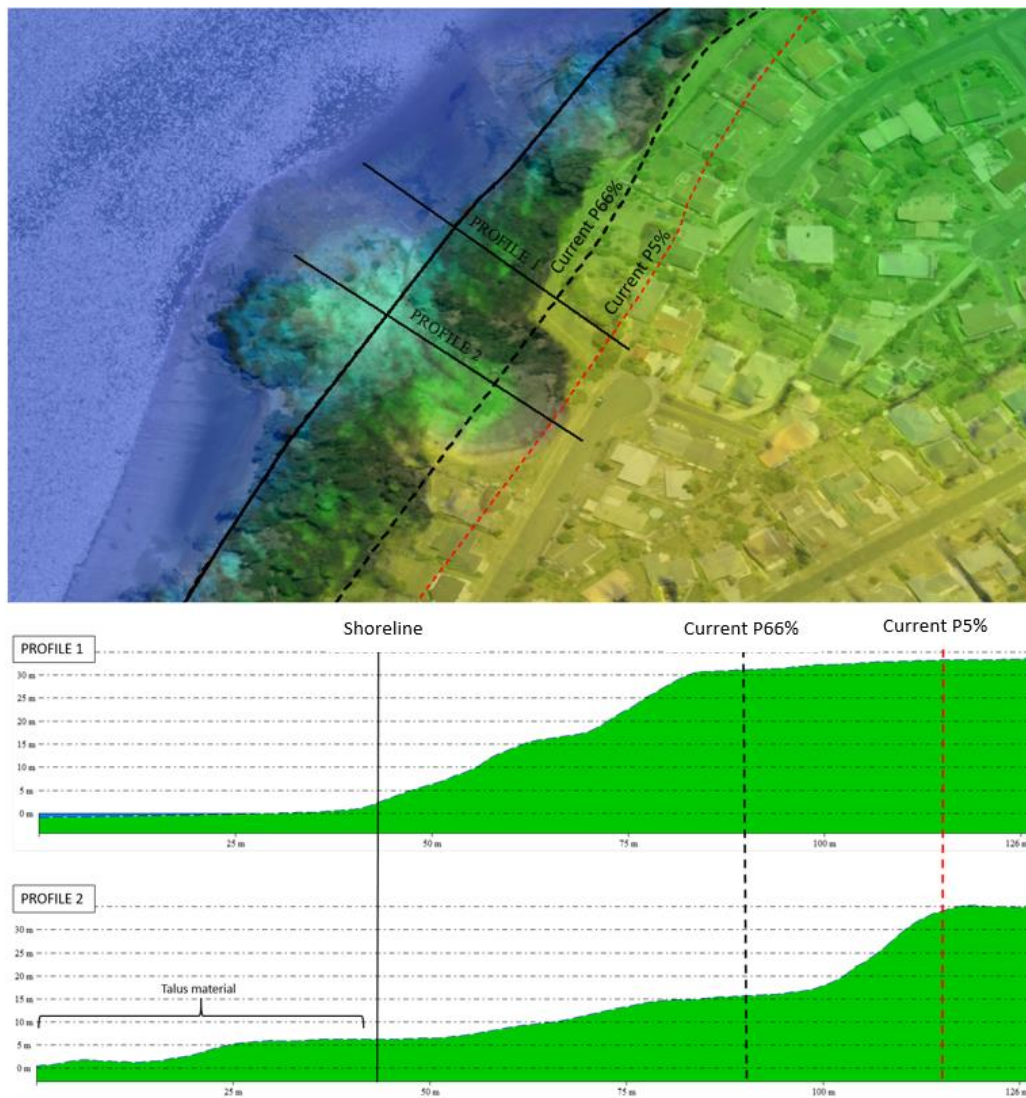 Current P66%
PROFILE 1
Current P5%
PROFILE 2
Shoreline
Current P66%
Current P5%
PROFILE 1
30 m
25 m
20 m
15 m
10 m
5 m
0 m
25 m
50 m
75 m
100 m
126 m
PROFILE 2
30 m
25 m
20 m
15 m
10 m
5 m
0 m
Talus material
25 m
50 m
75 m
100 m
126 m